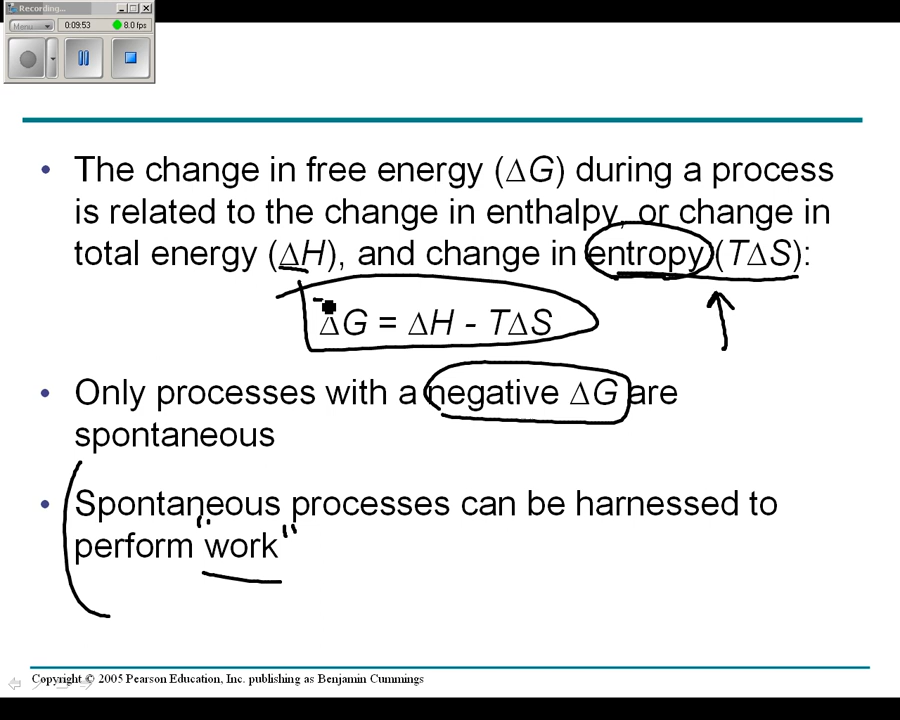 Recording...
Menu
0:09:53
8.0 fps
• The change in free energy (∆G) during a process
is related to the change in enthalpy, or change in
total energy (∆H), and change in entropy (T∆S):
∆G = ∆H - T∆S
• Only processes with a negative ∆G are
spontaneous
• Spontaneous processes can be harnessed to
perform "work"
Copyright © 2005 Pearson Education, Inc. publishing as Benjamin Cummings